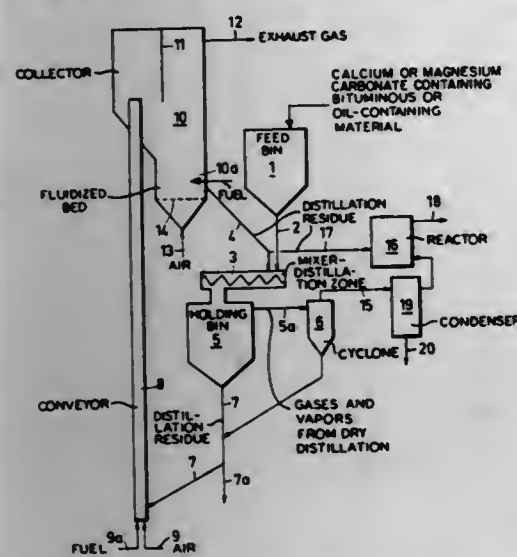 12
EXHAUST GAS
11
COLLECTOR
10
CALCIUM OR MAGNESIUM
CARBONATE CONTAINING
BITUMINOUS OR
OIL-CONTAINING
MATERIAL
FEED
BIN
1
10a
FUEL
FLUIDIZED
BED
14
DISTILLATION
RESIDUE
4
2
17
18
16
REACTOR
13
AIR
3
MIXER-
DISTILLATION ZONE
15
HOLDING
BIN
5
5a
6
CYCLONE
19
CONDENSER
20
8
CONVEYOR
DISTIL-
LATION
RESIDUE
7
GASES AND
VAPORS
FROM DRY
DISTILLATION
7
7a
9a
9
FUEL
AIR